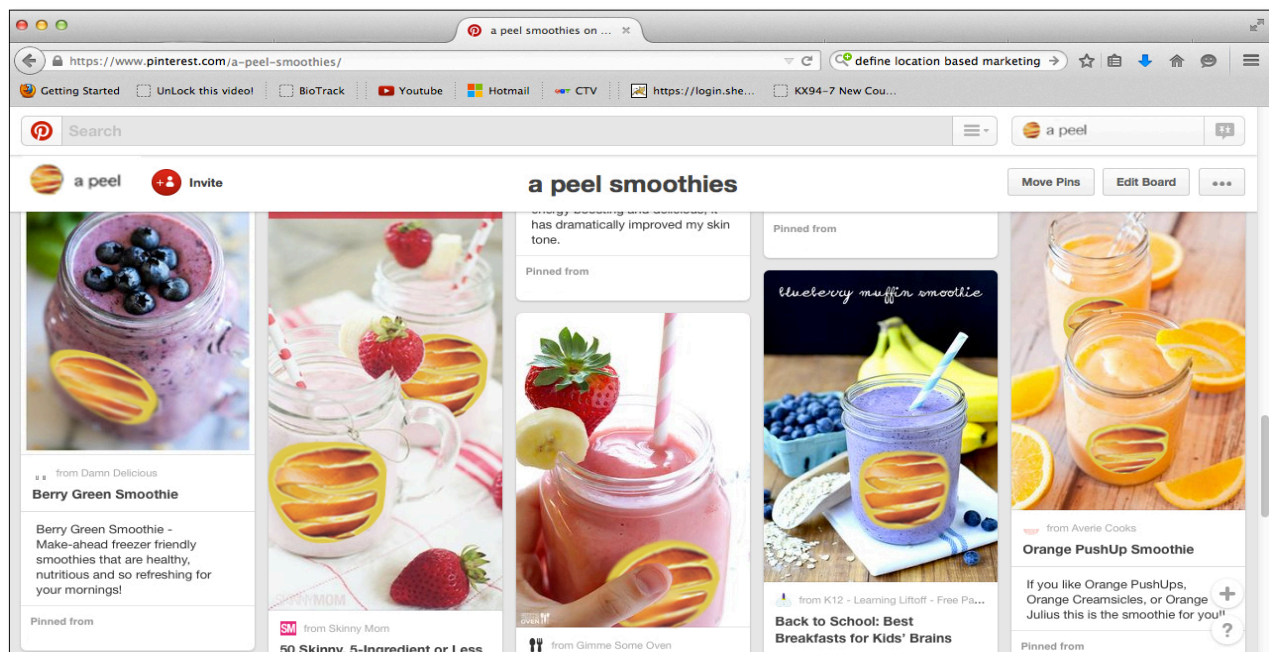 a peel smoothies on ...
https://www.pinterest.com/a-peel-smoothies/
define location based marketing
Getting Started
UnLock this video!
BioTrack
Youtube
Hotmail
CTV
https://login.she...
KX94-7 New Cou...
Search
a peel
a peel
Invite
a peel smoothies
Move Pins
Edit Board
from Damn Delicious
Berry Green Smoothie
Berry Green Smoothie -
Make-ahead freezer friendly
smoothies that are healthy,
nutritious and so refreshing for
your mornings!
Pinned from
SKINNYMOM
SM from Skinny Mom
50 Skinny, 5-Ingredient or Less
energy boosting and delicious, it
has dramatically improved my skin
tone.
Pinned from
from Gimme Some Oven
Pinned from
blueberry muffin smoothie
from K12 - Learning Liftoff - Free Pa...
Back to School: Best
Breakfasts for Kids' Brains
from Averie Cooks
Orange PushUp Smoothie
If you like Orange PushUps,
Orange Creamsicles, or Orange
Julius this is the smoothie for you!!
Pinned from